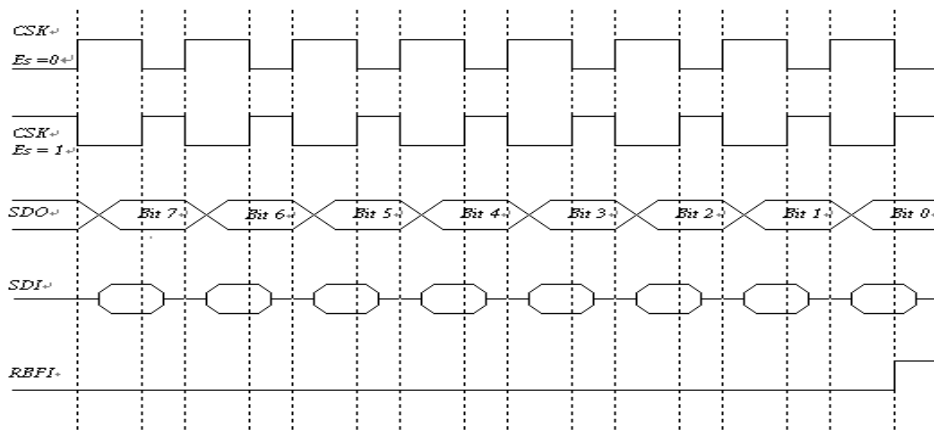 CSK↵
Es =0↵
CSK↵
Es = 1↵
SDO↵ Bit 7↵ Bit 6↵ Bit 5↵ Bit 4↵ Bit 3↵ Bit 2↵ Bit 1↵ Bit 0↵
SDI↵
RBFI↵